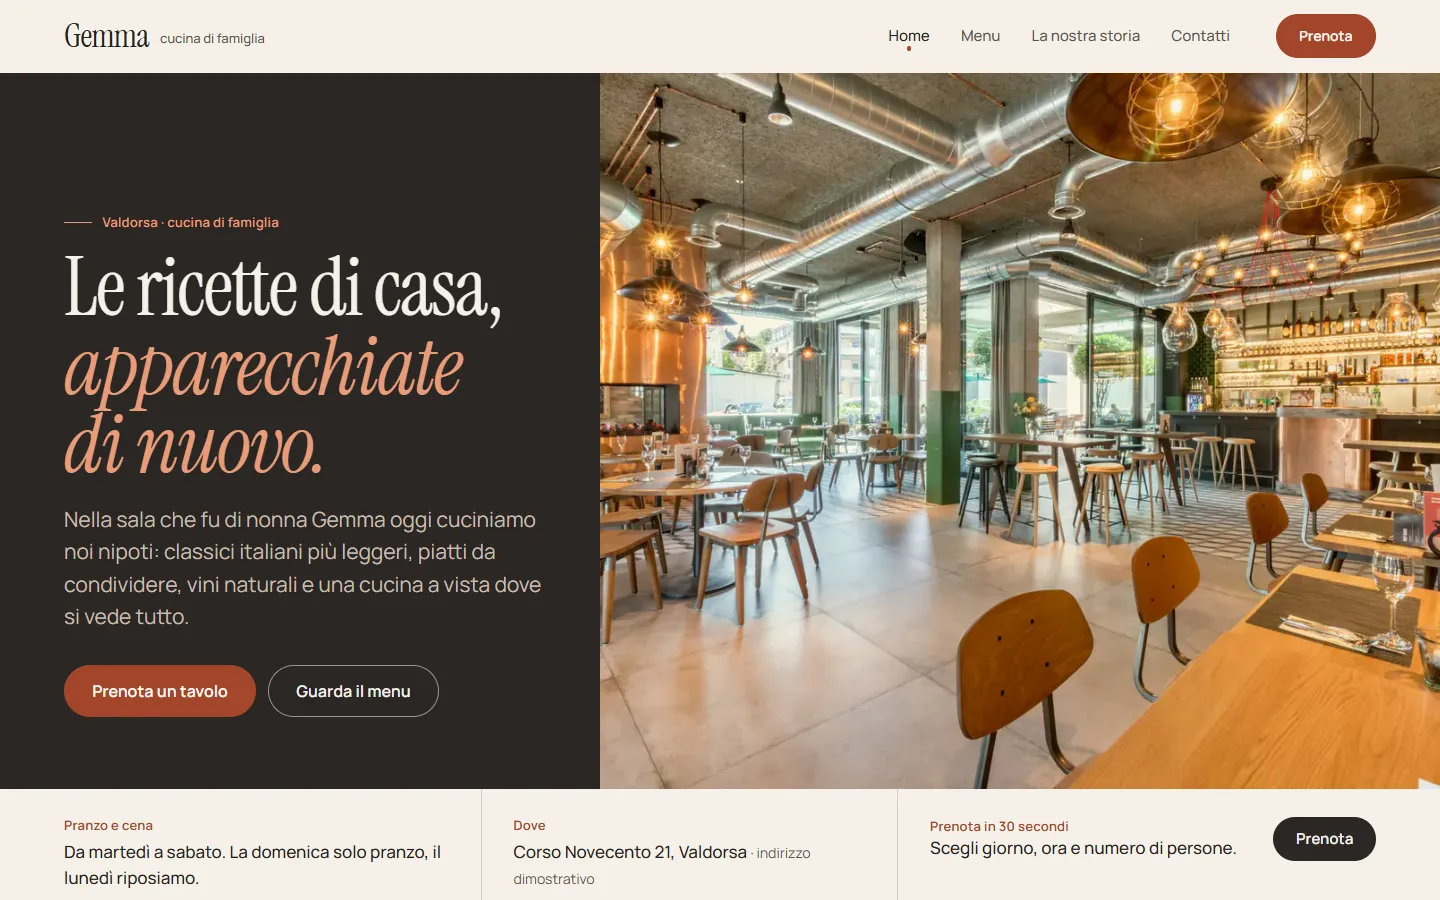 Gemma cucina di famiglia
Home Menu La nostra storia Contatti Prenota
Valdorsa · cucina di famiglia
Le ricette di casa,
apparecchiate
di nuovo.
Nella sala che fu di nonna Gemma oggi cuciniamo
noi nipoti: classici italiani più leggeri, piatti da
condividere, vini naturali e una cucina a vista dove
si vede tutto.
Prenota un tavolo Guarda il menu
Pranzo e cena
Da martedì a sabato. La domenica solo pranzo, il
lunedì riposiamo.
Dove
Corso Novecento 21, Valdorsa · indirizzo
dimostrativo
Prenota in 30 secondi
Scegli giorno, ora e numero di persone.
Prenota